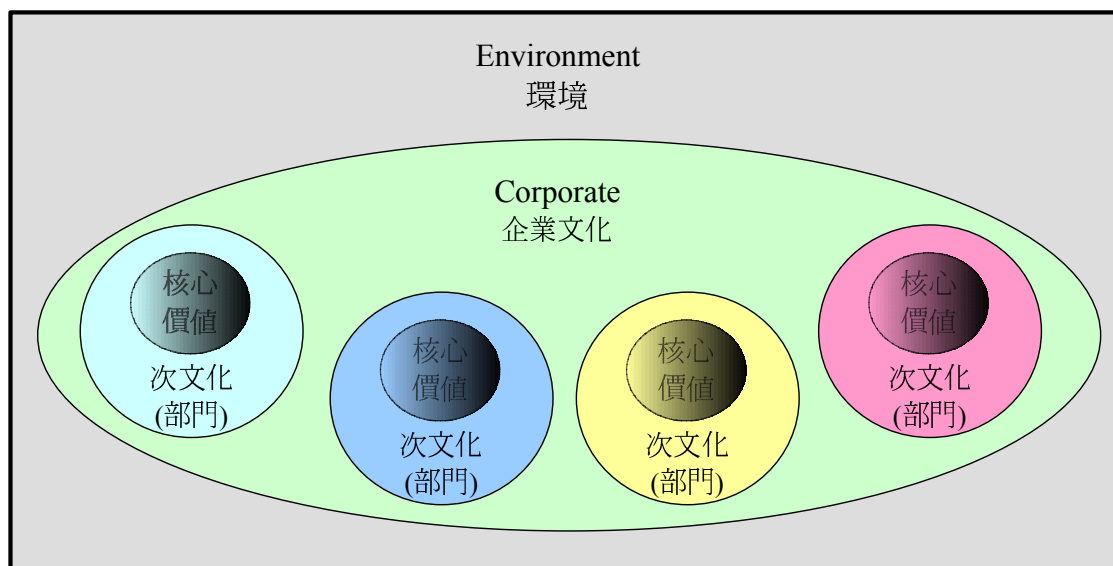 Environment
環境
Corporate
企業文化
核心
價值
次文化
(部門)
核心
價值
次文化
(部門)
核心
價值
次文化
(部門)
核心
價值
次文化
(部門)